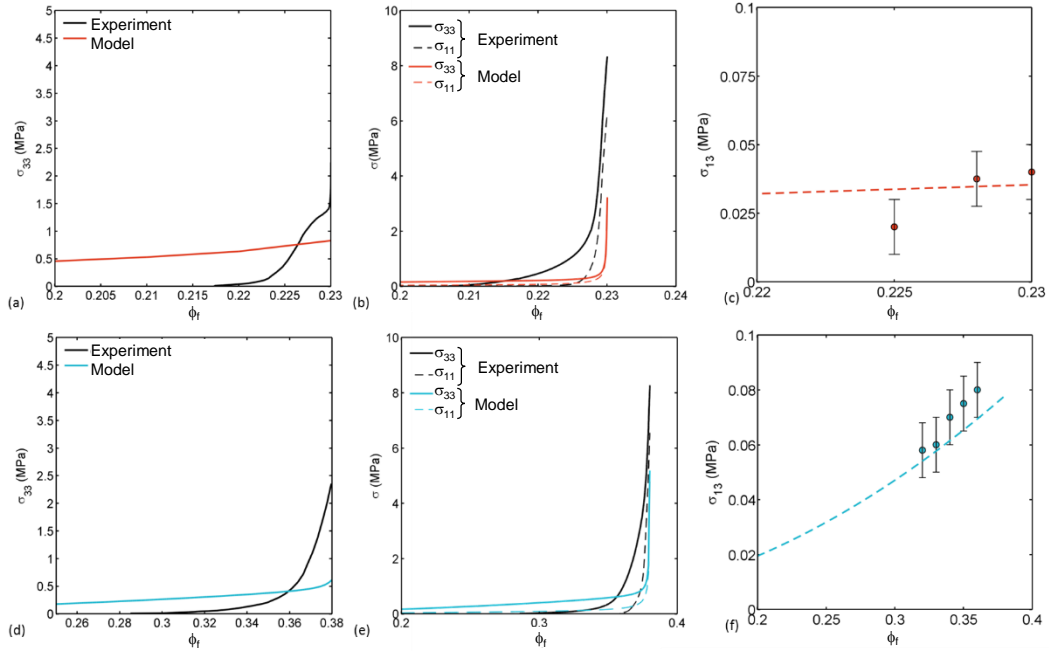 5
4.5
4
3.5
3
2.5
2
1.5
1
0.5
0
σ33 (MPa)
Experiment
Model
0.2
0.205
0.21
0.215
0.22
0.225
0.23
ϕf
(a)
10
8
6
4
2
0
σ(MPa)
σ33
σ11
Experiment
σ33
σ11
Model
0.2
0.21
0.22
0.23
0.24
ϕf
(b)
0.1
0.075
0.05
0.025
0
σ13 (MPa)
0.22
0.225
0.23
ϕf
(c)
5
4.5
4
3.5
3
2.5
2
1.5
1
0.5
0
σ33 (MPa)
Experiment
Model
0.26
0.28
0.3
0.32
0.34
0.36
0.38
ϕf
(d)
10
8
6
4
2
0
σ (MPa)
σ33
σ11
Experiment
σ33
σ11
Model
0.2
0.3
0.4
ϕf
(e)
0.1
0.08
0.06
0.04
0.02
0
σ13 (MPa)
0.2
0.25
0.3
0.35
0.4
ϕf
(f)